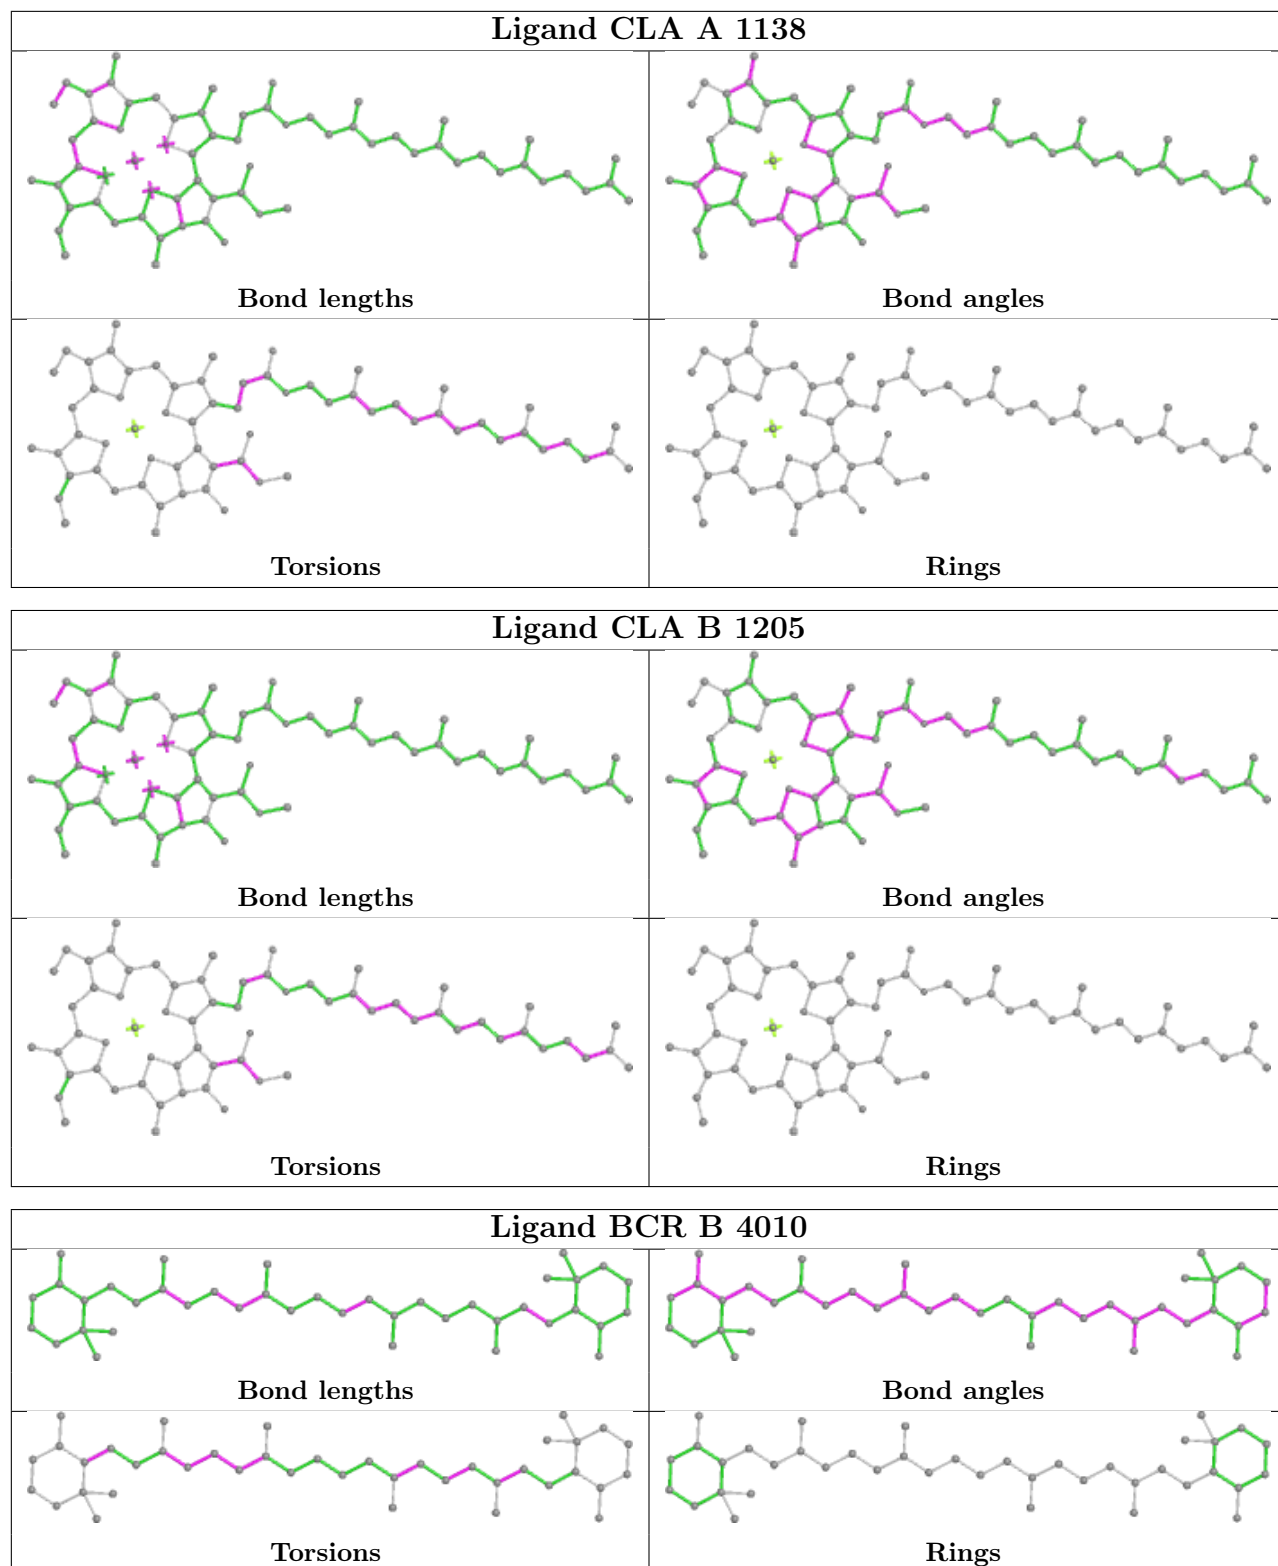 Ligand CLA A 1138
Bond lengths
Bond angles
Torsions
Rings
Ligand CLA B 1205
Bond lengths
Bond angles
Torsions
Rings
Ligand BCR B 4010
Bond lengths
Bond angles
Torsions
Rings